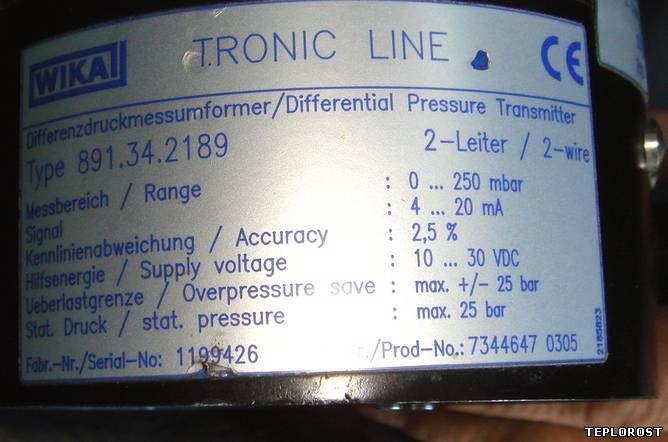 WIKA
TRONIC LINE
CE
Differenzdruckmessumformer/Differential Pressure Transmitter
Type 891.34.2189
2-Leiter / 2-wire
Messbereich / Range : 0 ... 250 mbar
Signal : 4 ... 20 mA
Kennlinienabweichung / Accuracy : 2,5 %
Hilfsenergie / Supply voltage : 10 ... 30 VDC
Ueberlastgrenze / Overpressure save : max. +/- 25 bar
Stat. Druck / stat. pressure : max. 25 bar
Fabr.-Nr./Serial-No: 1199426 /Prod-No.: 7344647 0305
2185823
TEPLOROST